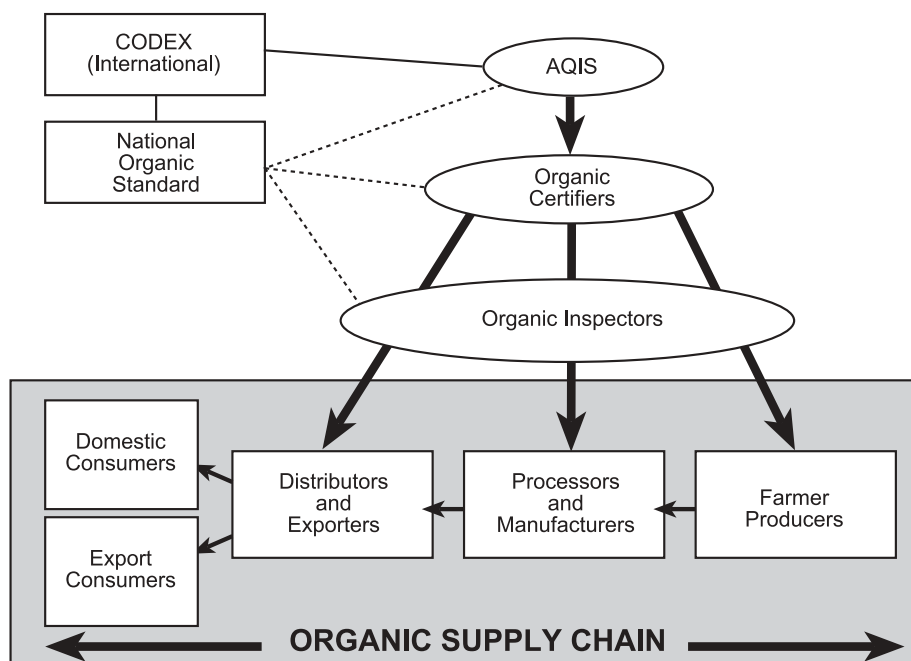 CODEX
(International)
AQIS
National
Organic
Standard
Organic
Certifiers
Organic Inspectors
Domestic
Consumers
Export
Consumers
Distributors
and
Exporters
Processors
and
Manufacturers
Farmer
Producers
ORGANIC SUPPLY CHAIN